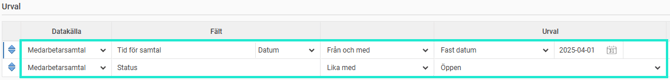 Urval
Datakälla Fält Urval
Medarbetarsamtal Tid för samtal Datum Från och med Fast datum 2025-04-01
Medarbetarsamtal Status Lika med Öppen